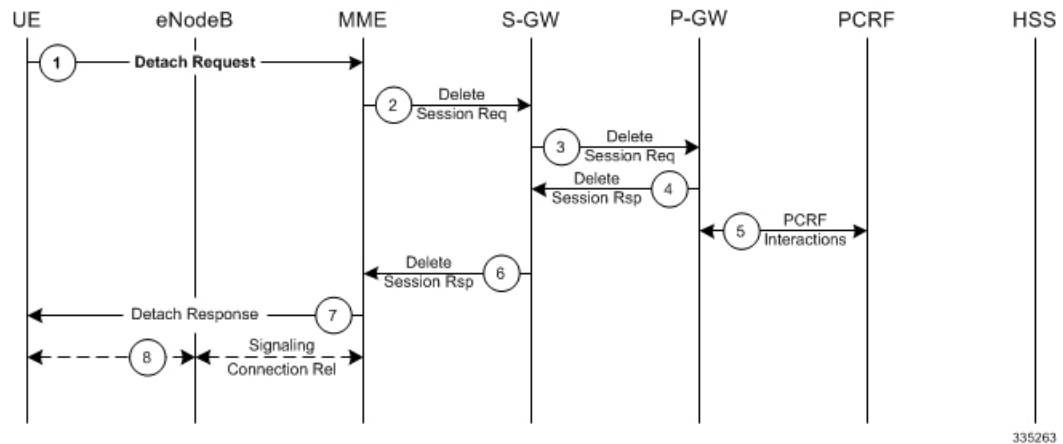 UE eNodeB MME S-GW P-GW PCRF HSS
1 Detach Request
2 Delete
Session Req
3 Delete
Session Req
Delete 4
Session Rsp
5 PCRF
Interactions
Delete 6
Session Rsp
Detach Response 7
8 Signaling
Connection Rel
335263